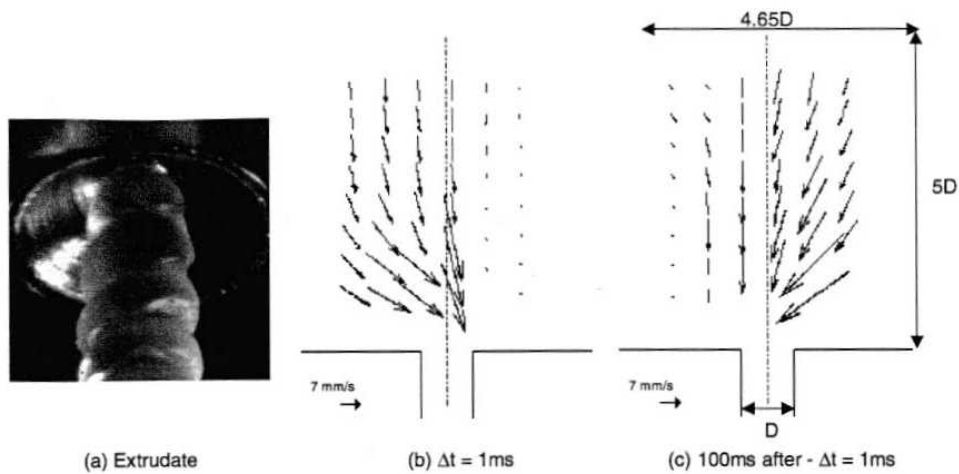 4.65D
5D
7 mm/s
7 mm/s
D
(a) Extrudate
(b) Δt = 1ms
(c) 100ms after - Δt = 1ms